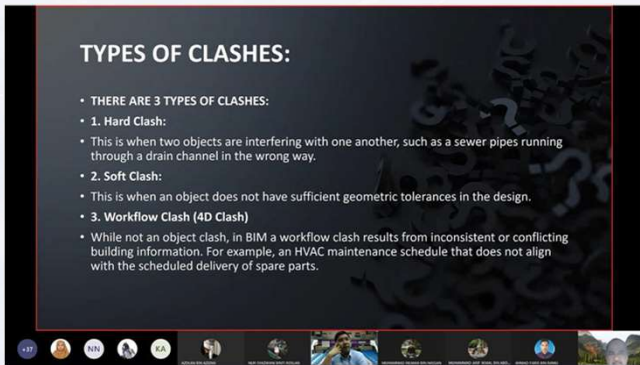 TYPES OF CLASHES:
• THERE ARE 3 TYPES OF CLASHES:
• 1. Hard Clash:
• This is when two objects are interfering with one another, such as a sewer pipes running
through a drain channel in the wrong way.
• 2. Soft Clash:
• This is when an object does not have sufficient geometric tolerances in the design.
• 3. Workflow Clash (4D Clash)
• While not an object clash, in BIM a workflow clash results from inconsistent or conflicting
building information. For example, an HVAC maintenance schedule that does not align
with the scheduled delivery of spare parts.
+37
NN
KA